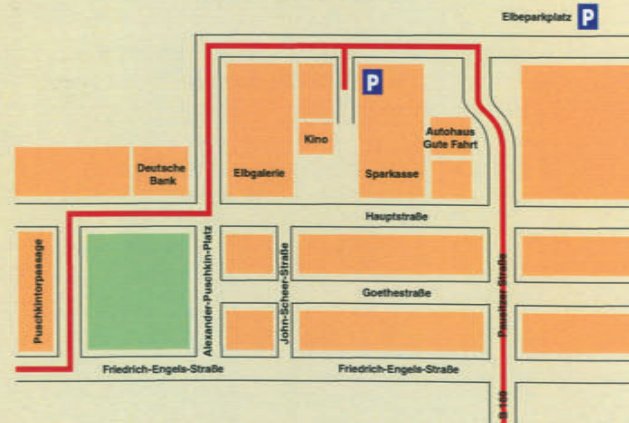 Elbeparkplatz P
P
Kino
Autohaus
Gute Fahrt
Deutsche
Bank
Elbgalerie
Sparkasse
Hauptstraße
Puschkintorpassage
Alexander-Puschkin-Platz
John-Scheer-Straße
Goethestraße
Pausitzer Straße
Friedrich-Engels-Straße
Friedrich-Engels-Straße
B 169